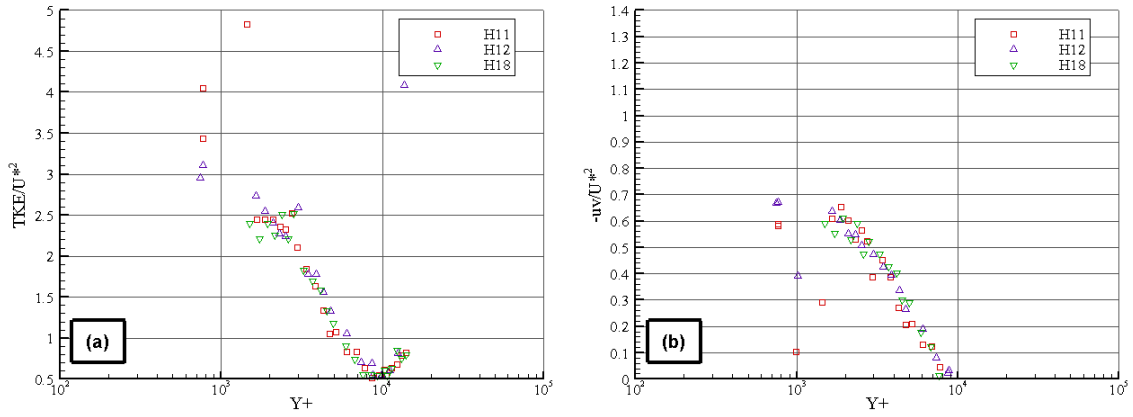 5
4.5
4
3.5
3
2.5
2
1.5
1
0.5
TKE/U*²
H11
H12
H18
(a)
10² 10³ 10⁴ 10⁵
Y+
1.4
1.3
1.2
1.1
1
0.9
0.8
0.7
0.6
0.5
0.4
0.3
0.2
0.1
0
-uv/U*²
H11
H12
H18
(b)
10² 10³ 10⁴ 10⁵
Y+